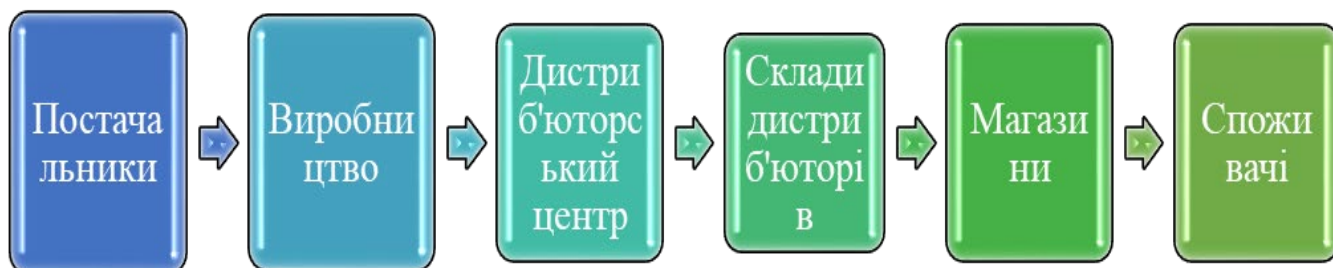 Постача
льники
Виробни
цтво
Дистри
б'юторс
ький
центр
Склади
дистри
б'юторі
в
Магази
ни
Спожи
вачі